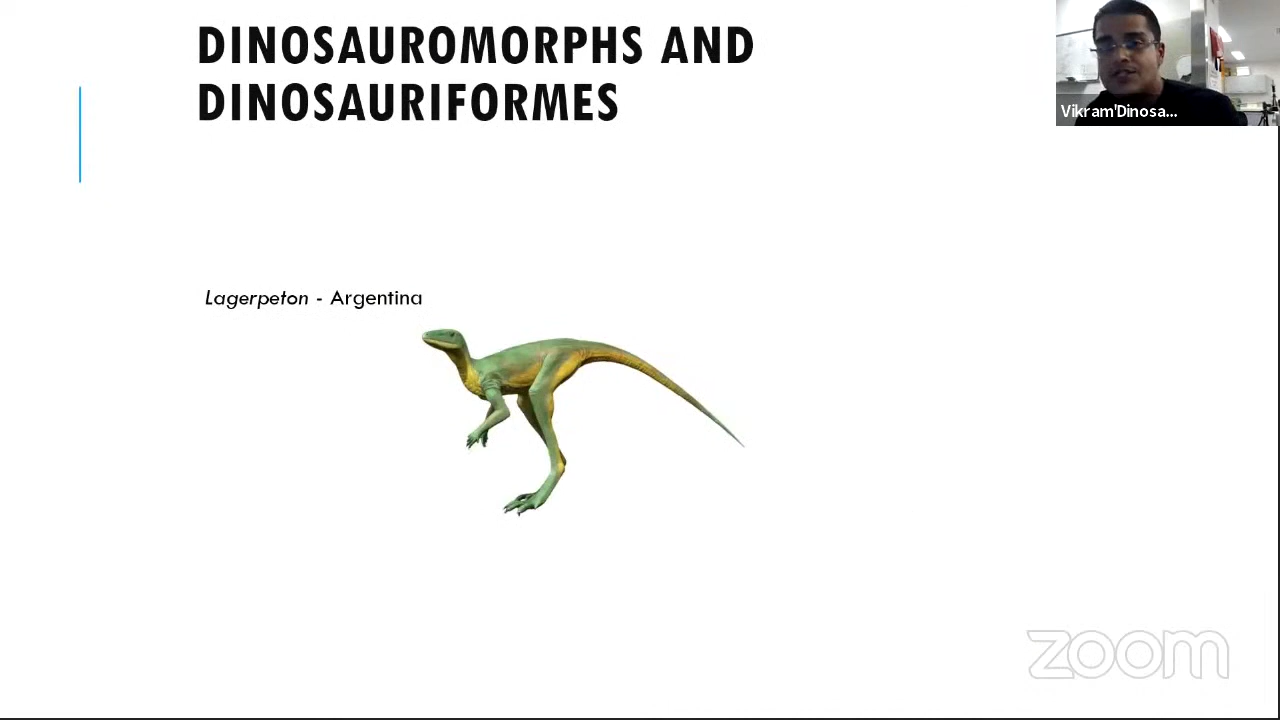 DINOSAUROMORPHS AND
DINOSAURIFORMES
Vikram'Dinosa...
Lagerpeton - Argentina
zoom